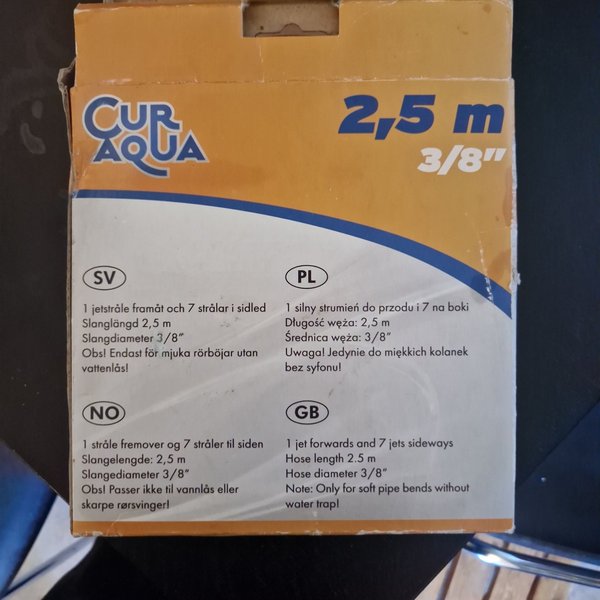 CUR
AQUA
2,5 m
3/8"
SV
1 jetstråle framåt och 7 strålar i sidled
Slanglängd 2,5 m
Slangdiameter 3/8"
Obs! Endast för mjuka rörböjar utan
vattenlås!
PL
1 silny strumień do przodu i 7 na boki
Długość węża: 2,5 m
Średnica węża: 3/8"
Uwaga! Jedynie do miękkich kolanek
bez syfonu!
NO
1 stråle fremover og 7 stråler til siden
Slangelengde: 2,5 m
Slangediameter 3/8"
Obs! Passer ikke til vannlås eller
skarpe rørsvinger!
GB
1 jet forwards and 7 jets sideways
Hose length 2.5 m
Hose diameter 3/8"
Note: Only for soft pipe bends without
water trap!